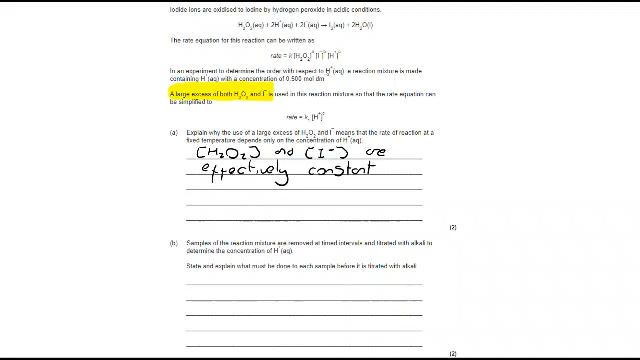 Iodide ions are oxidised to iodine by hydrogen peroxide in acidic conditions.
H₂O₂(aq) + 2H⁺(aq) + 2I⁻(aq) → I₂(aq) + 2H₂O(l)
The rate equation for this reaction can be written as
rate = k [H₂O₂]ᵃ [I⁻]ᵇ [H⁺]ᶜ
In an experiment to determine the order with respect to H⁺(aq), a reaction mixture is made
containing H⁺(aq) with a concentration of 0.500 mol dm
A large excess of both H₂O₂ and I⁻ is used in this reaction mixture so that the rate equation can
be simplified to
rate = k₁ [H⁺]ᶜ
(a) Explain why the use of a large excess of H₂O₂ and I⁻ means that the rate of reaction at a
fixed temperature depends only on the concentration of H⁺(aq).
[H₂O₂] and [I⁻] are
effectively constant
(2)
(b) Samples of the reaction mixture are removed at timed intervals and titrated with alkali to
determine the concentration of H⁺(aq).
State and explain what must be done to each sample before it is titrated with alkali
(2)